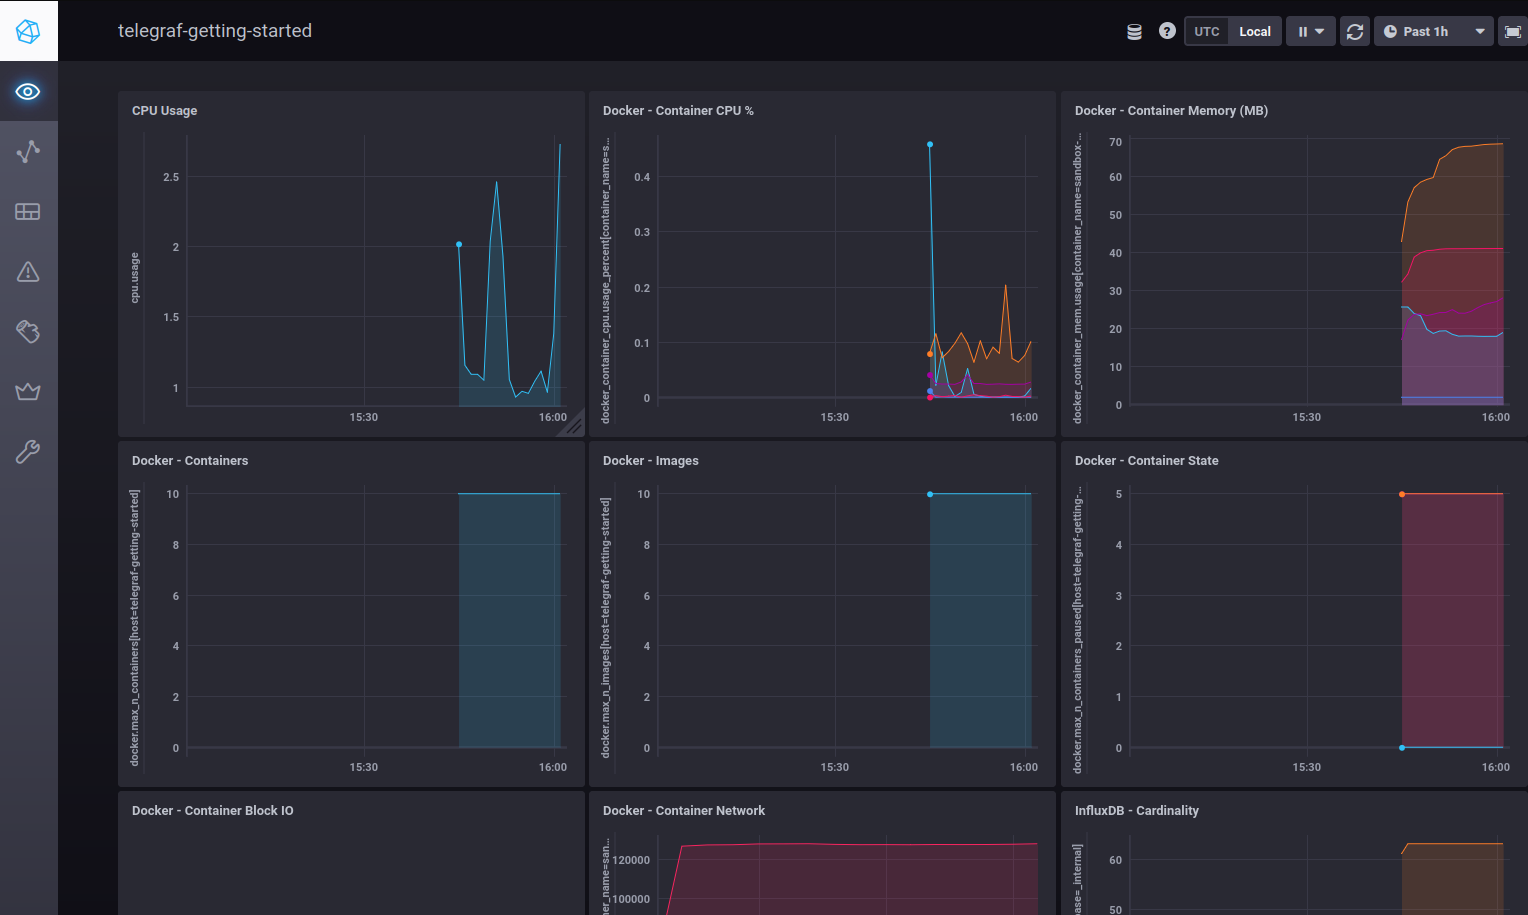 telegraf-getting-started
UTC Local Past 1h
CPU Usage
cpu.usage
2.5
2
1.5
1
15:30 16:00
Docker - Container CPU %
docker_container_cpu.usage_percent[container_name=s...
0.4
0.3
0.2
0.1
0
15:30 16:00
Docker - Container Memory (MB)
docker_container_mem.usage[container_name=sandbox-...
70
60
50
40
30
20
10
0
15:30 16:00
Docker - Containers
docker.max_n_containers[host=telegraf-getting-started]
10
8
6
4
2
0
15:30 16:00
Docker - Images
docker.max_n_images[host=telegraf-getting-started]
10
8
6
4
2
0
15:30 16:00
Docker - Container State
docker.max_n_containers_paused[host=telegraf-getting-...
5
4
3
2
1
0
15:30 16:00
Docker - Container Block IO
Docker - Container Network
er_name=san...
120000
100000
InfluxDB - Cardinality
base=_internal]
60
50